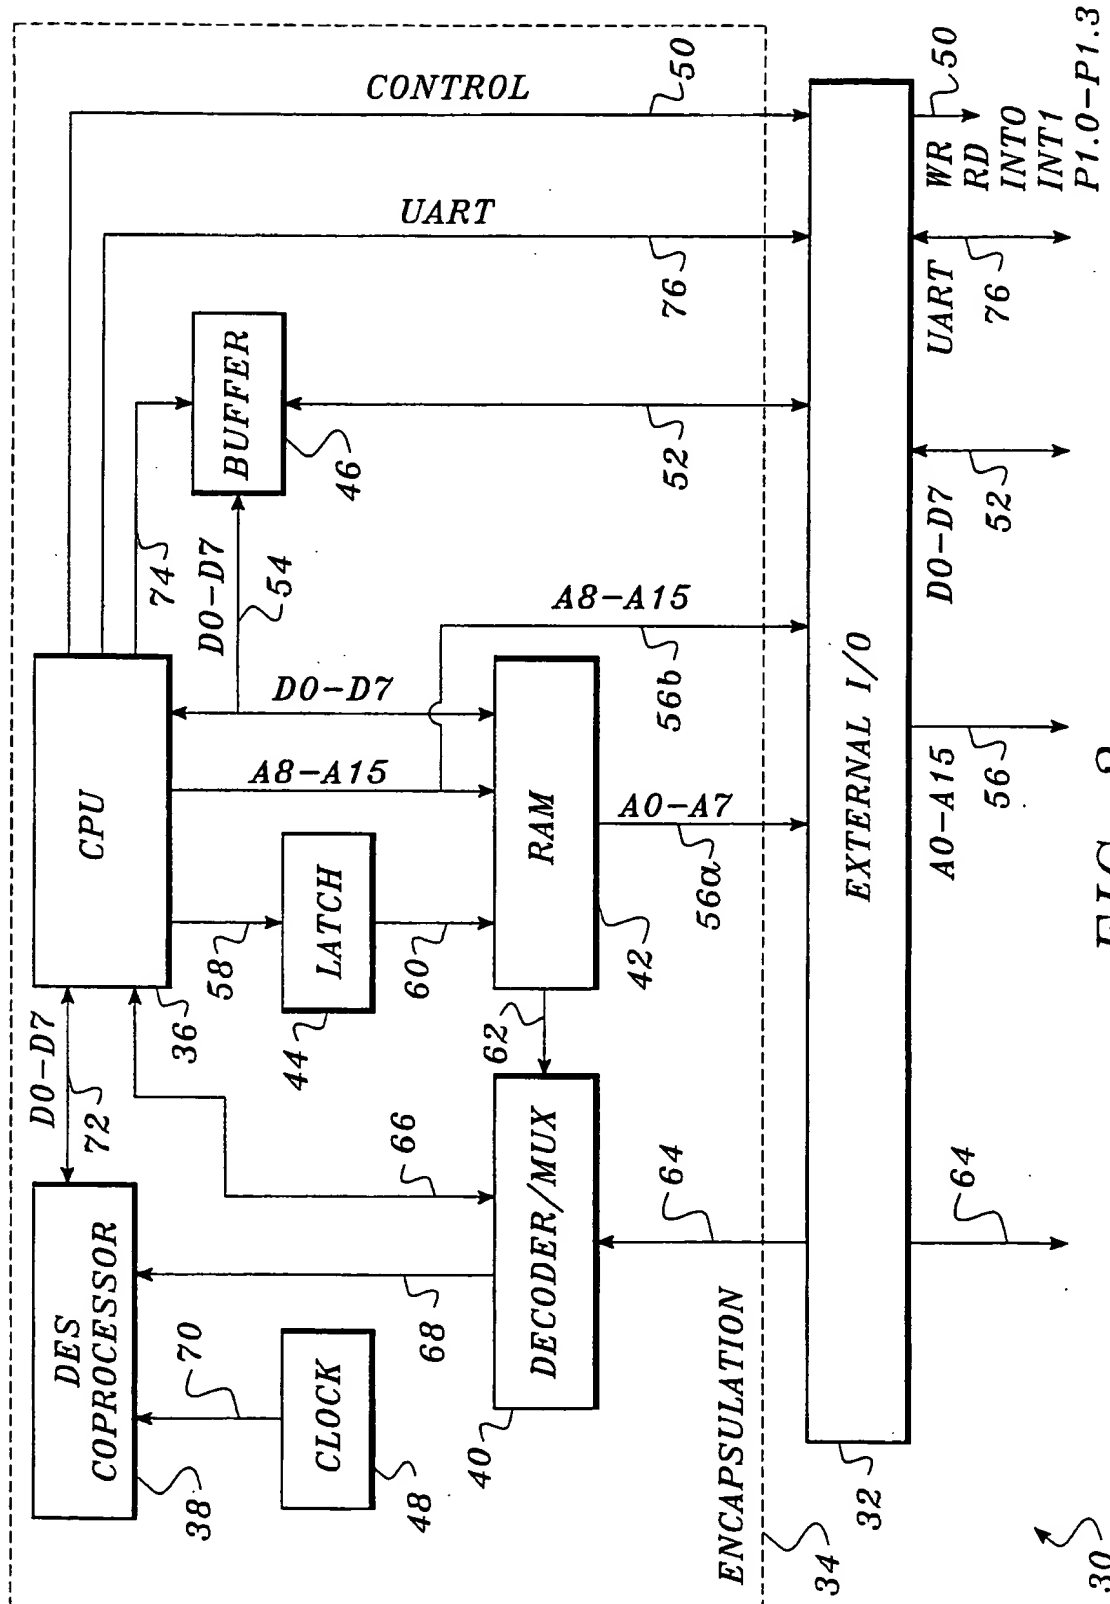 CONTROL
50
UART
76
BUFFER
46
52
74
D0-D7
54
A8-A15
56b
CPU
36
D0-D7
A8-A15
RAM
42
A0-A7
56a
58
LATCH
44
60
62
D0-D7
72
66
DES
COPROCESSOR
38
DECODER/MUX
40
64
68
70
CLOCK
48
ENCAPSULATION
34
EXTERNAL I/O
32
50
WR
RD
INT0
INT1
P1.0-P1.3
UART
76
D0-D7
52
A0-A15
56
64
30